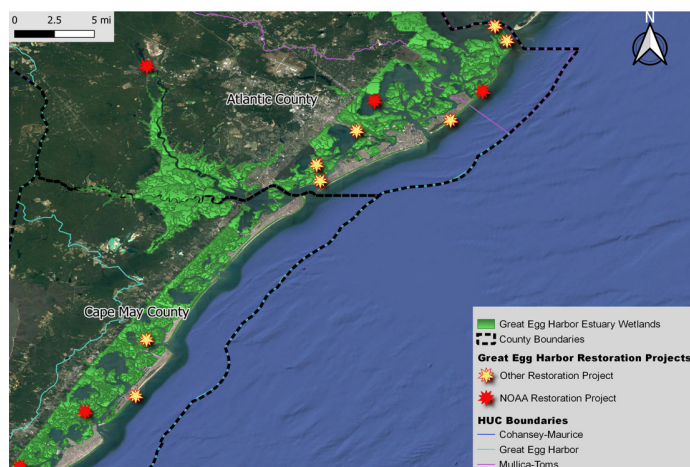 0 2.5 5 mi
N
Atlantic County
Cape May County
Great Egg Harbor Estuary Wetlands
County Boundaries
Great Egg Harbor Restoration Projects
Other Restoration Project
NOAA Restoration Project
HUC Boundaries
Cohansey-Maurice
Great Egg Harbor
Mullica-Toms